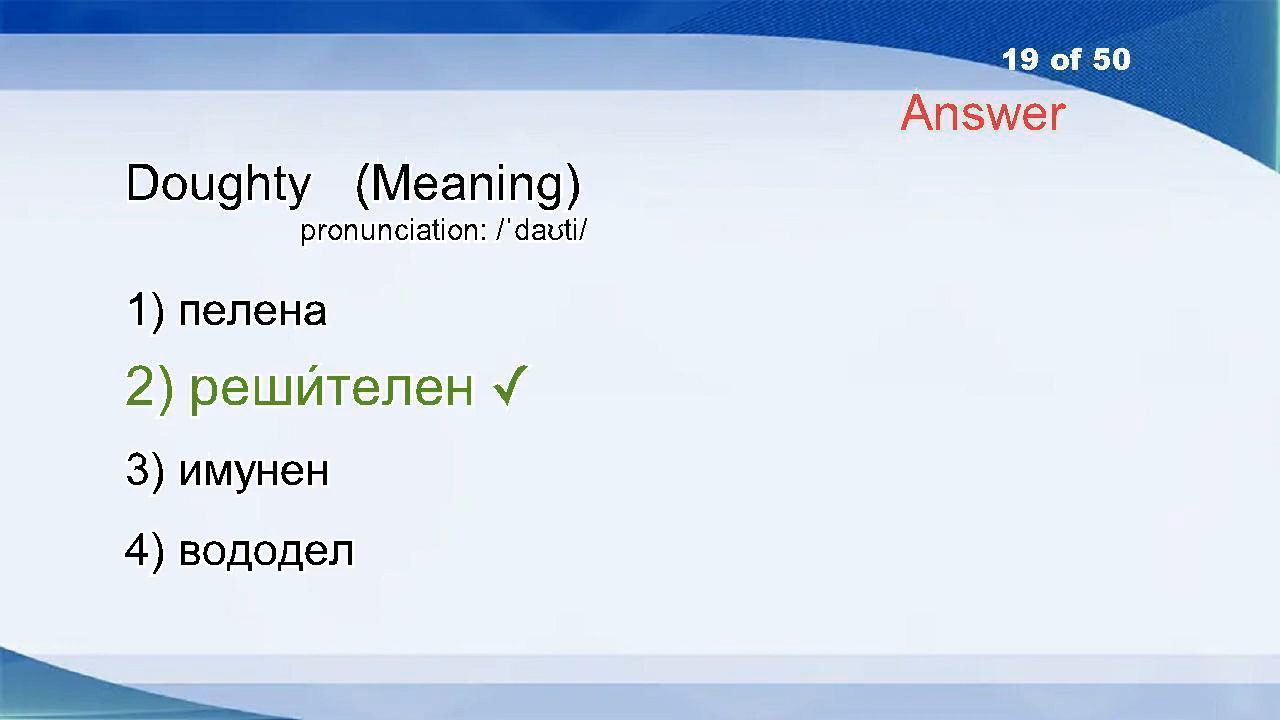 19 of 50
Answer
Doughty (Meaning)
pronunciation: /ˈdaʊti/
1) пелена
2) реши́телен ✓
3) имунен
4) вододел